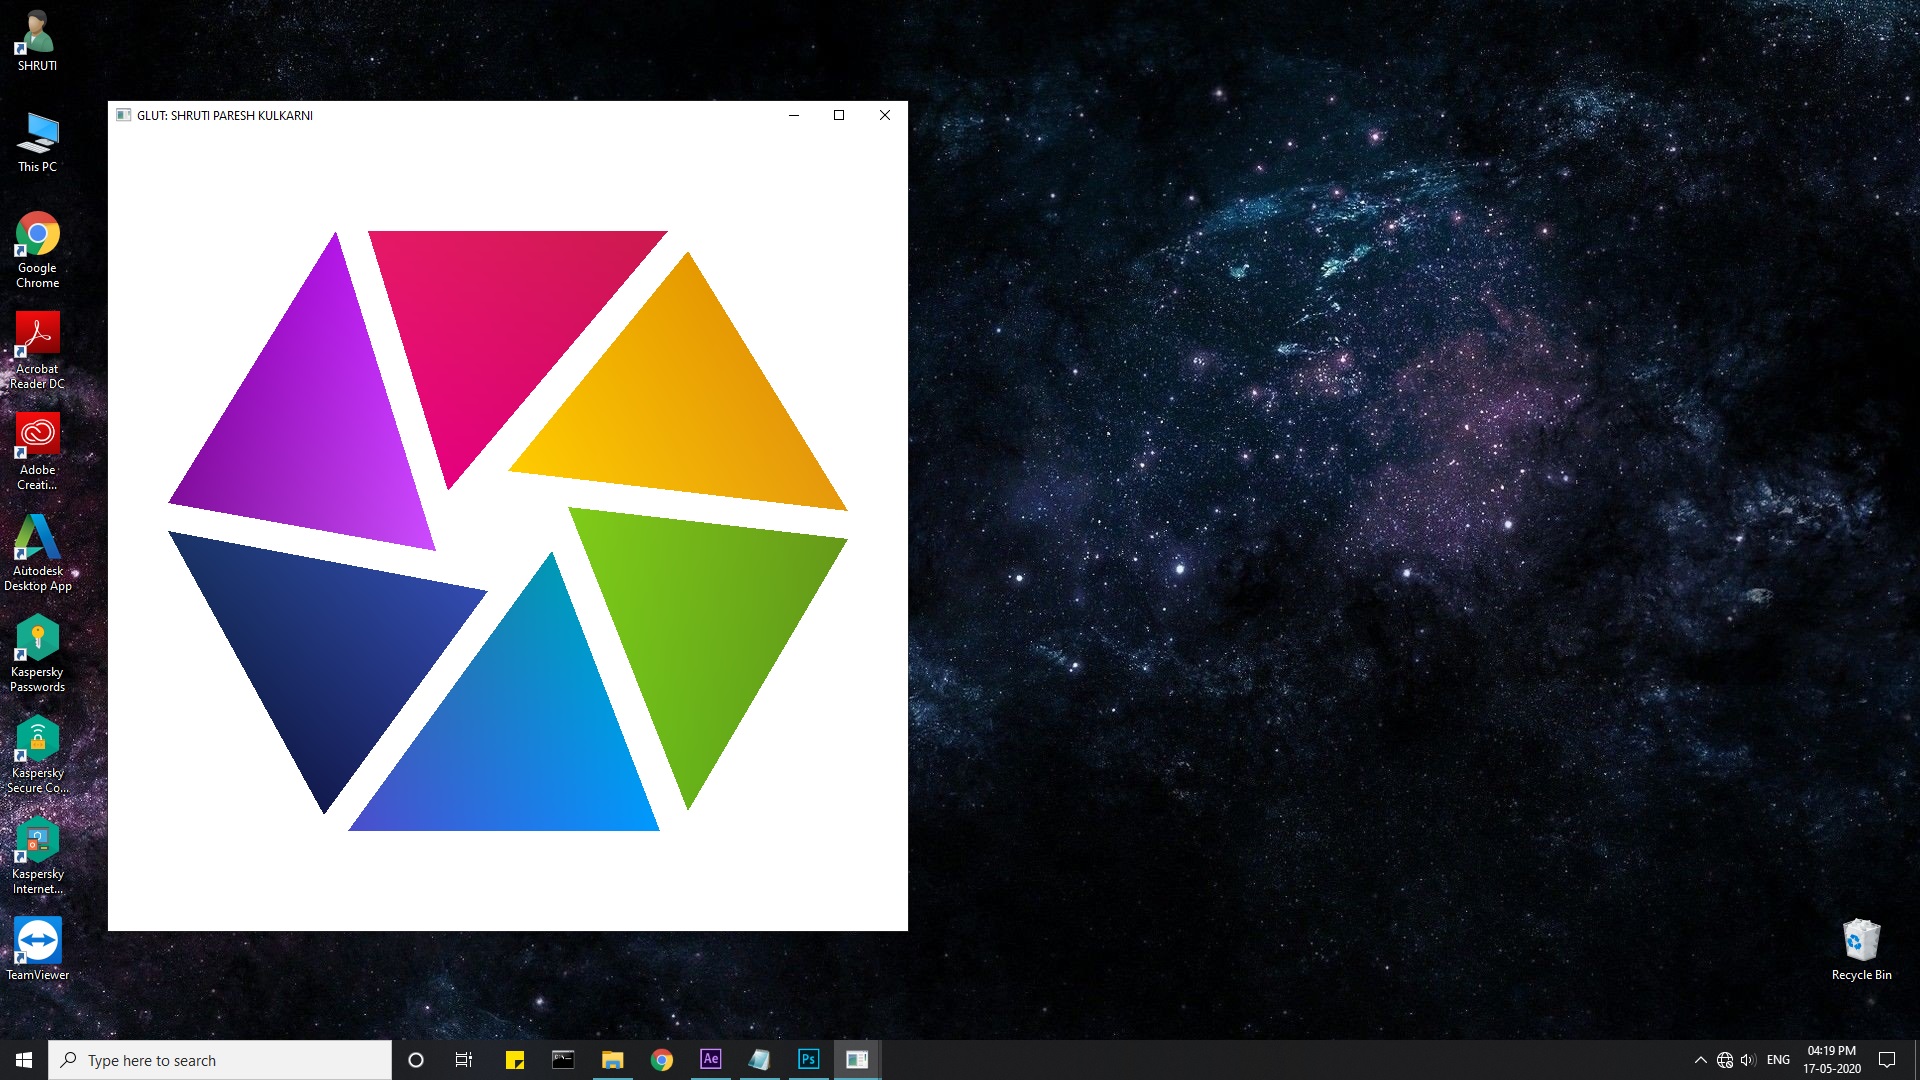 SHRUTI
This PC
Google
Chrome
Acrobat
Reader DC
Adobe
Creati...
Autodesk
Desktop App
Kaspersky
Passwords
Kaspersky
Secure Co...
Kaspersky
Internet...
TeamViewer
GLUT: SHRUTI PARESH KULKARNI
Recycle Bin
Type here to search
Ae
Ps
ENG
04:19 PM
17-05-2020